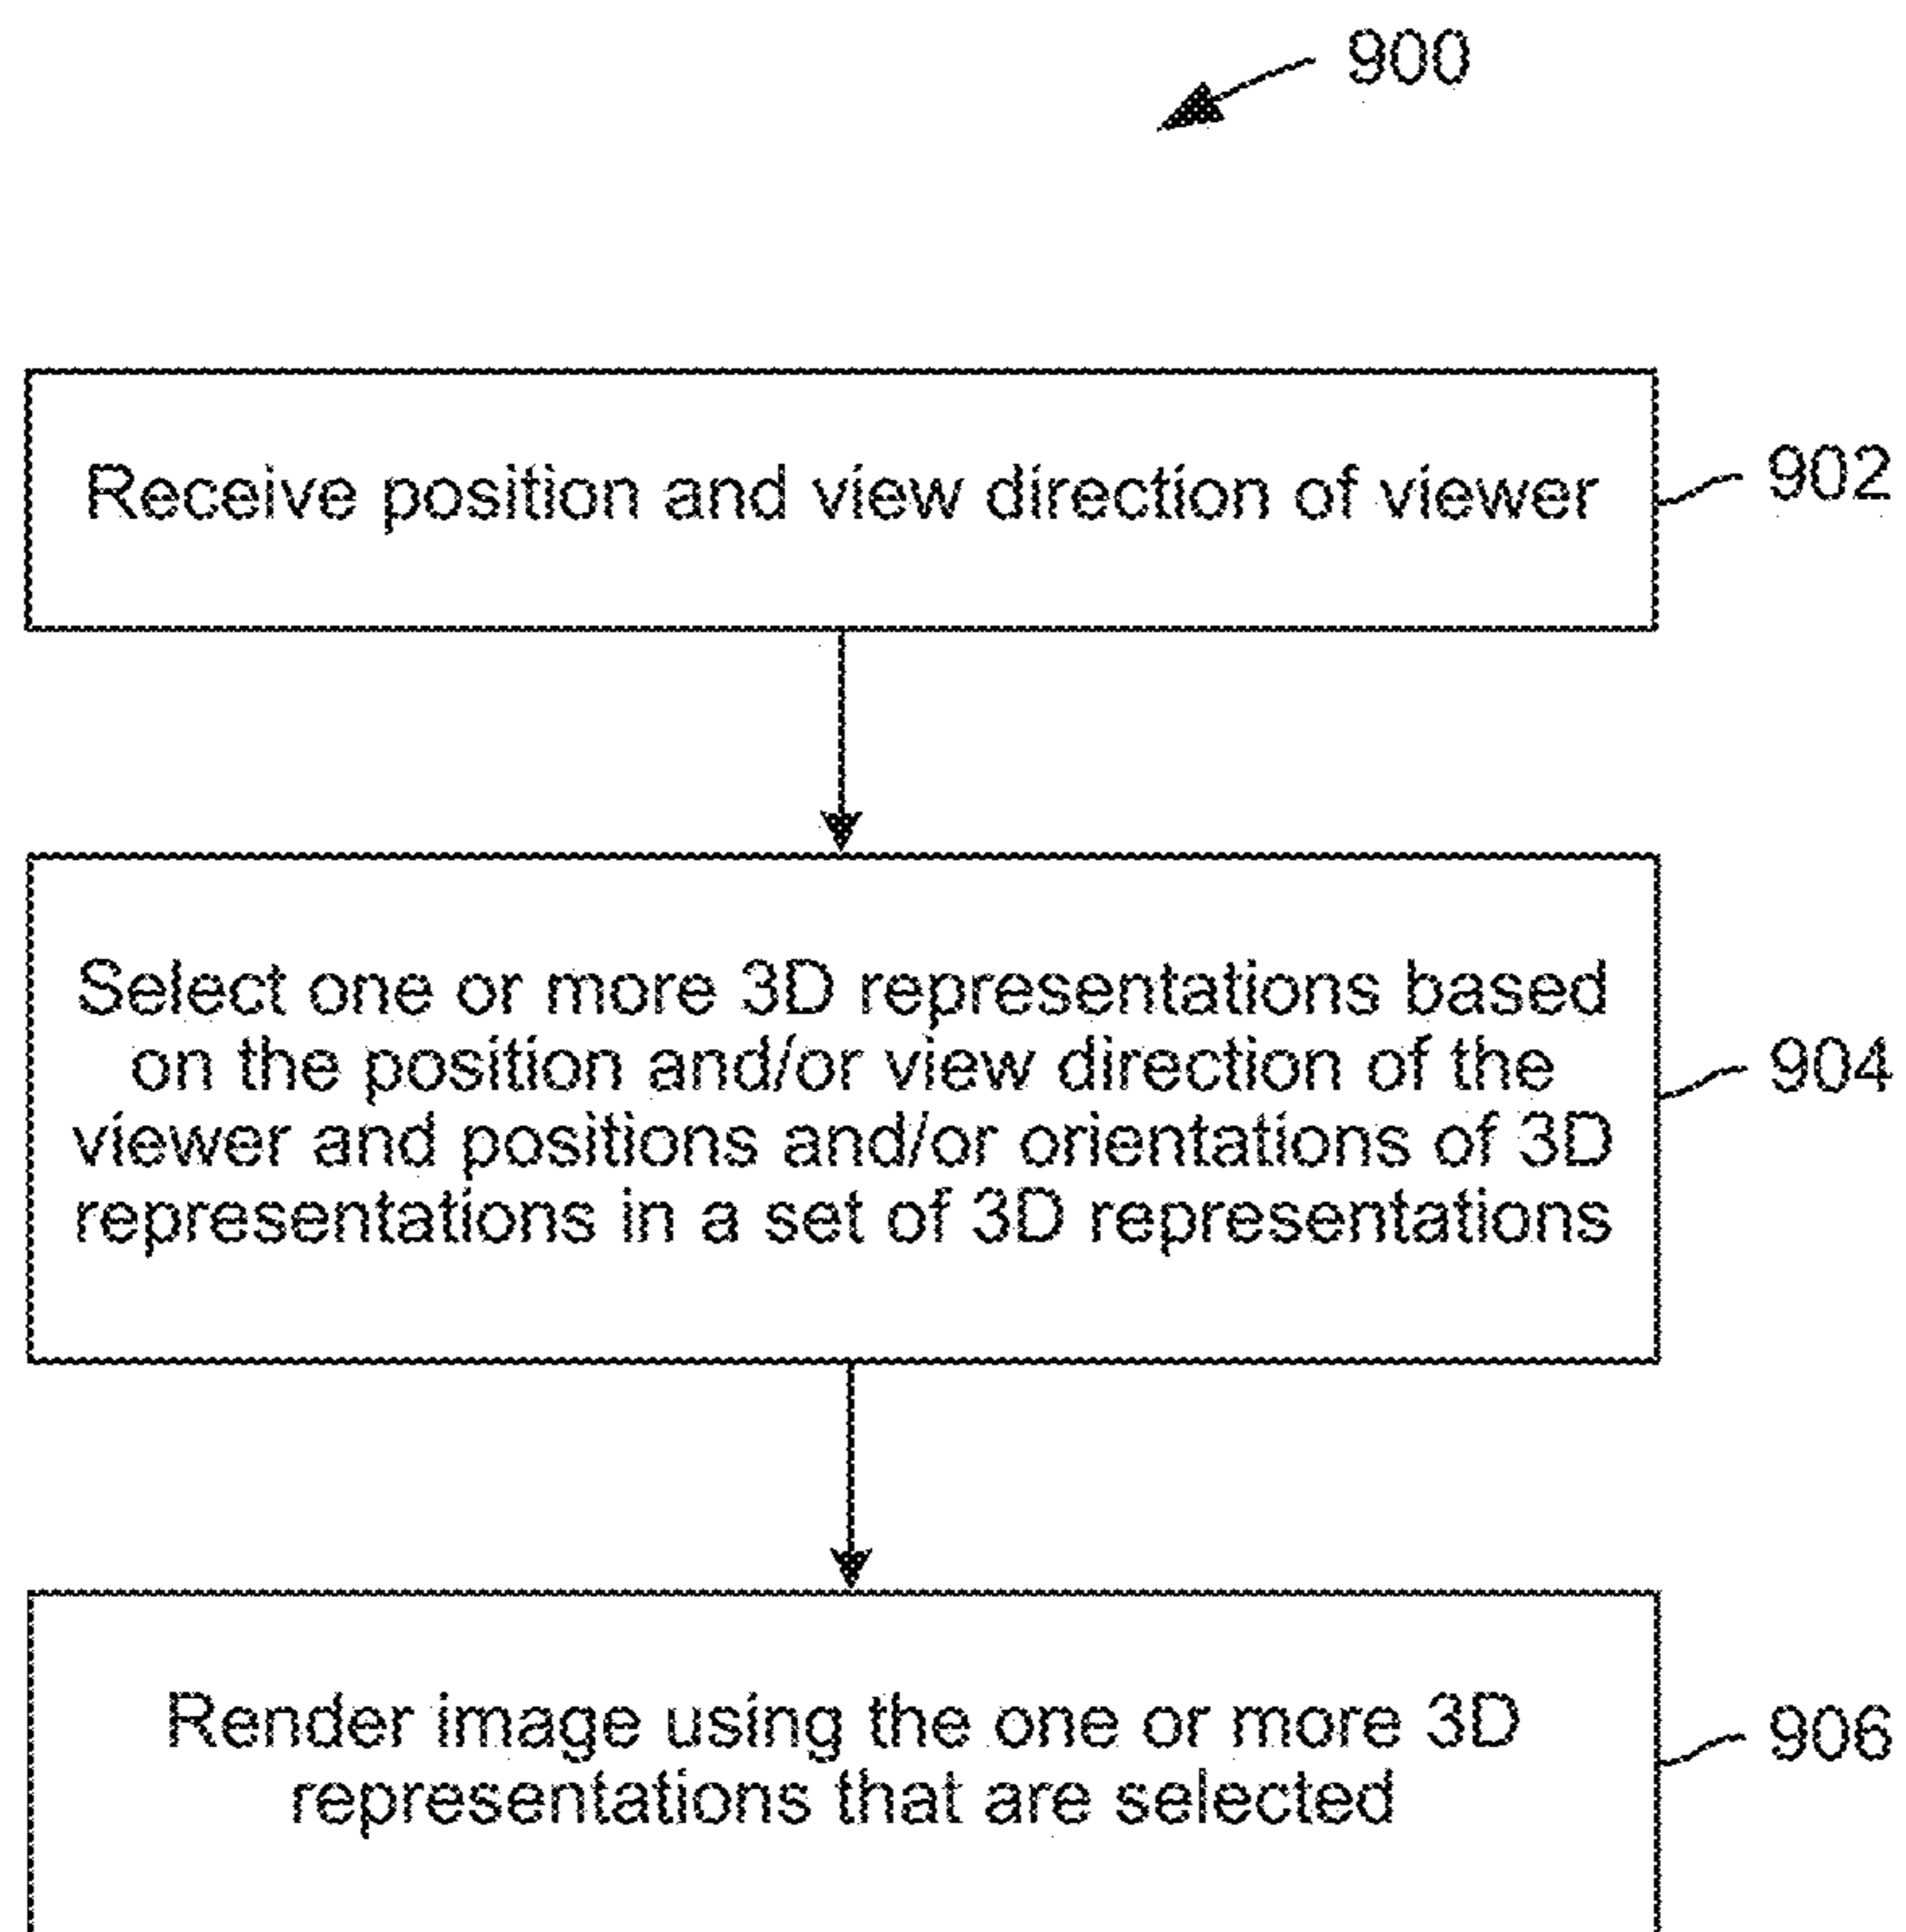 900
Receive position and view direction of viewer
902
Select one or more 3D representations based
on the position and/or view direction of the
viewer and positions and/or orientations of 3D
representations in a set of 3D representations
904
Render image using the one or more 3D
representations that are selected
906